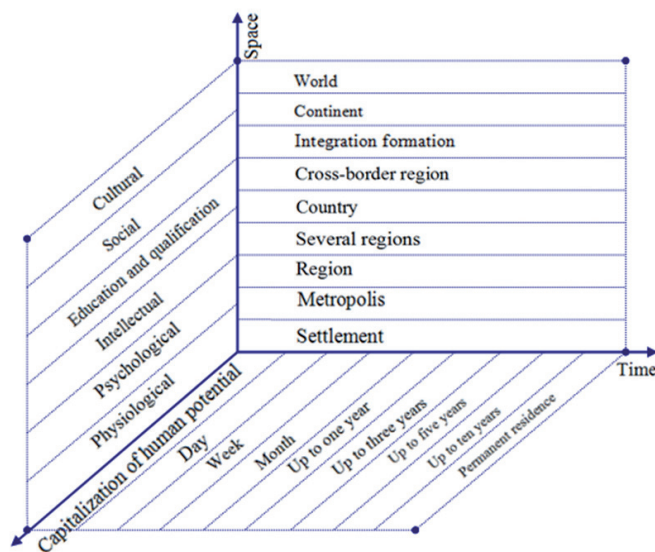 Space
World
Continent
Integration formation
Cross-border region
Country
Several regions
Region
Metropolis
Settlement
Time
Cultural
Social
Education and qualification
Intellectual
Psychological
Physiological
Capitalization of human potential
Day
Week
Month
Up to one year
Up to three years
Up to five years
Up to ten years
Permanent residence